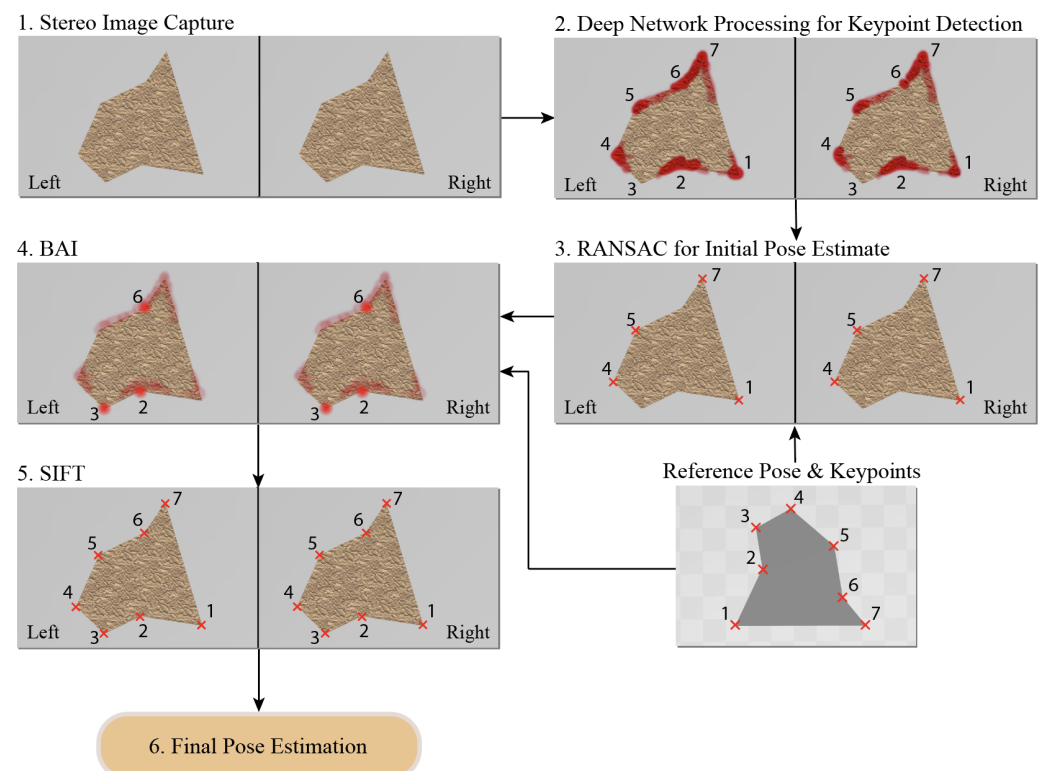 1. Stereo Image Capture
Left
Right
2. Deep Network Processing for Keypoint Detection
7
6
5
4
3
2
1
Left
7
6
5
4
3
2
1
Right
3. RANSAC for Initial Pose Estimate
7
5
4
1
Left
7
5
4
1
Right
4. BAI
6
3
2
Left
6
3
2
Right
Reference Pose & Keypoints
4
3
5
2
6
1
7
5. SIFT
7
6
5
4
3
2
1
Left
7
6
5
4
3
2
1
Right
6. Final Pose Estimation